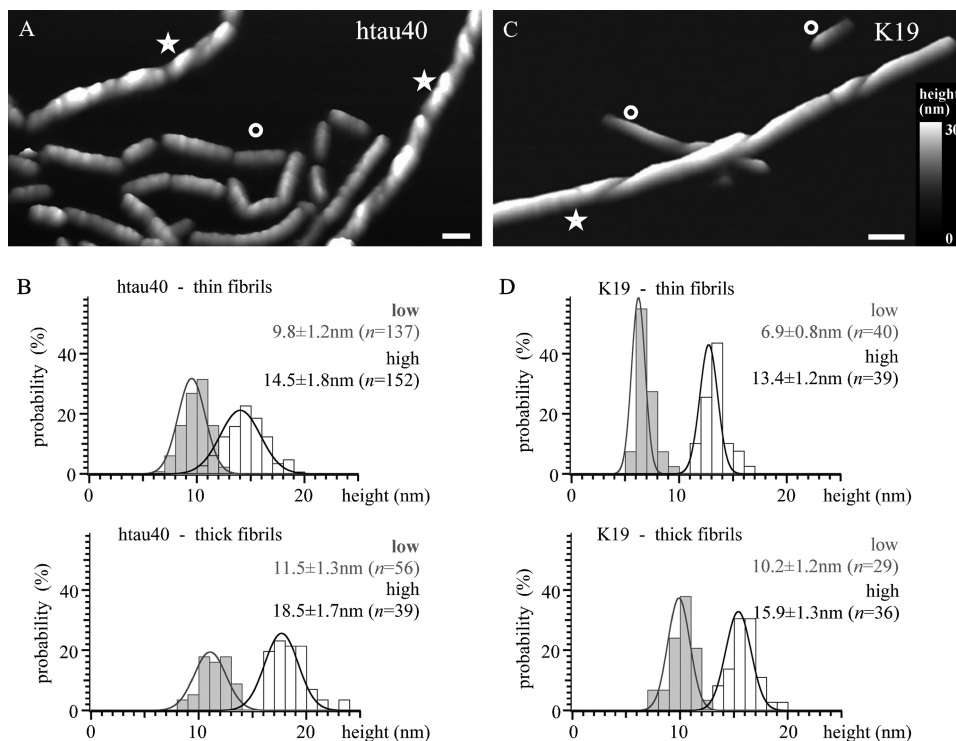 A
htau40
C
K19
height
(nm)
30
0
B
htau40 - thin fibrils
low
9.8±1.2nm (n=137)
high
14.5±1.8nm (n=152)
probability (%)
40
20
0
0
10
20
height (nm)
htau40 - thick fibrils
low
11.5±1.3nm (n=56)
high
18.5±1.7nm (n=39)
probability (%)
40
20
0
0
10
20
height (nm)
D
K19 - thin fibrils
low
6.9±0.8nm (n=40)
high
13.4±1.2nm (n=39)
probability (%)
40
20
0
0
10
20
height (nm)
K19 - thick fibrils
low
10.2±1.2nm (n=29)
high
15.9±1.3nm (n=36)
probability (%)
40
20
0
0
10
20
height (nm)